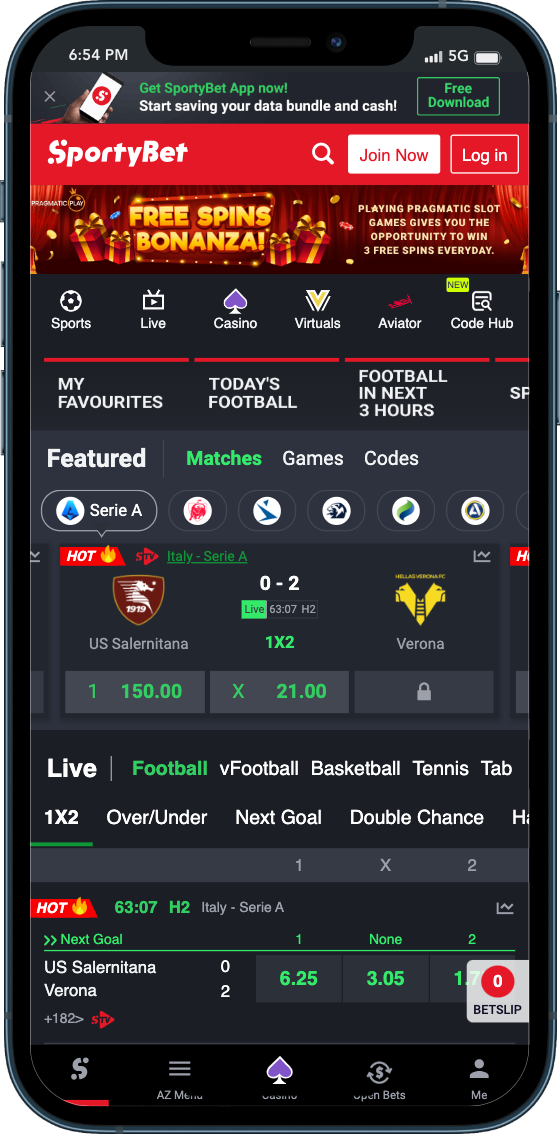 6:54 PM
5G
Get SportyBet App now!
Start saving your data bundle and cash!
Free
Download
SportyBet
Join Now
Log in
PRAGMATIC PLAY
FREE SPINS
BONANZA!
PLAYING PRAGMATIC SLOT
GAMES GIVES YOU THE
OPPORTUNITY TO WIN
3 FREE SPINS EVERYDAY.
NEW
Sports
Live
Casino
Virtuals
Aviator
Code Hub
MY
FAVOURITES
TODAY'S
FOOTBALL
FOOTBALL
IN NEXT
3 HOURS
SP
Featured
Matches
Games
Codes
Serie A
HOT
STV
Italy - Serie A
0 - 2
1919
HELLAS VERONA FC
Live 63:07 H2
US Salernitana
1X2
Verona
1 150.00
X 21.00
Live
Football
vFootball
Basketball
Tennis
Tab
1X2
Over/Under
Next Goal
Double Chance
Ha
1 X 2
HOT
63:07 H2
Italy - Serie A
Next Goal
1 None 2
US Salernitana 0
Verona 2
6.25
3.05
1.7
0
BETSLIP
+182>
STV
AZ Menu
Casino
Open Bets
Me